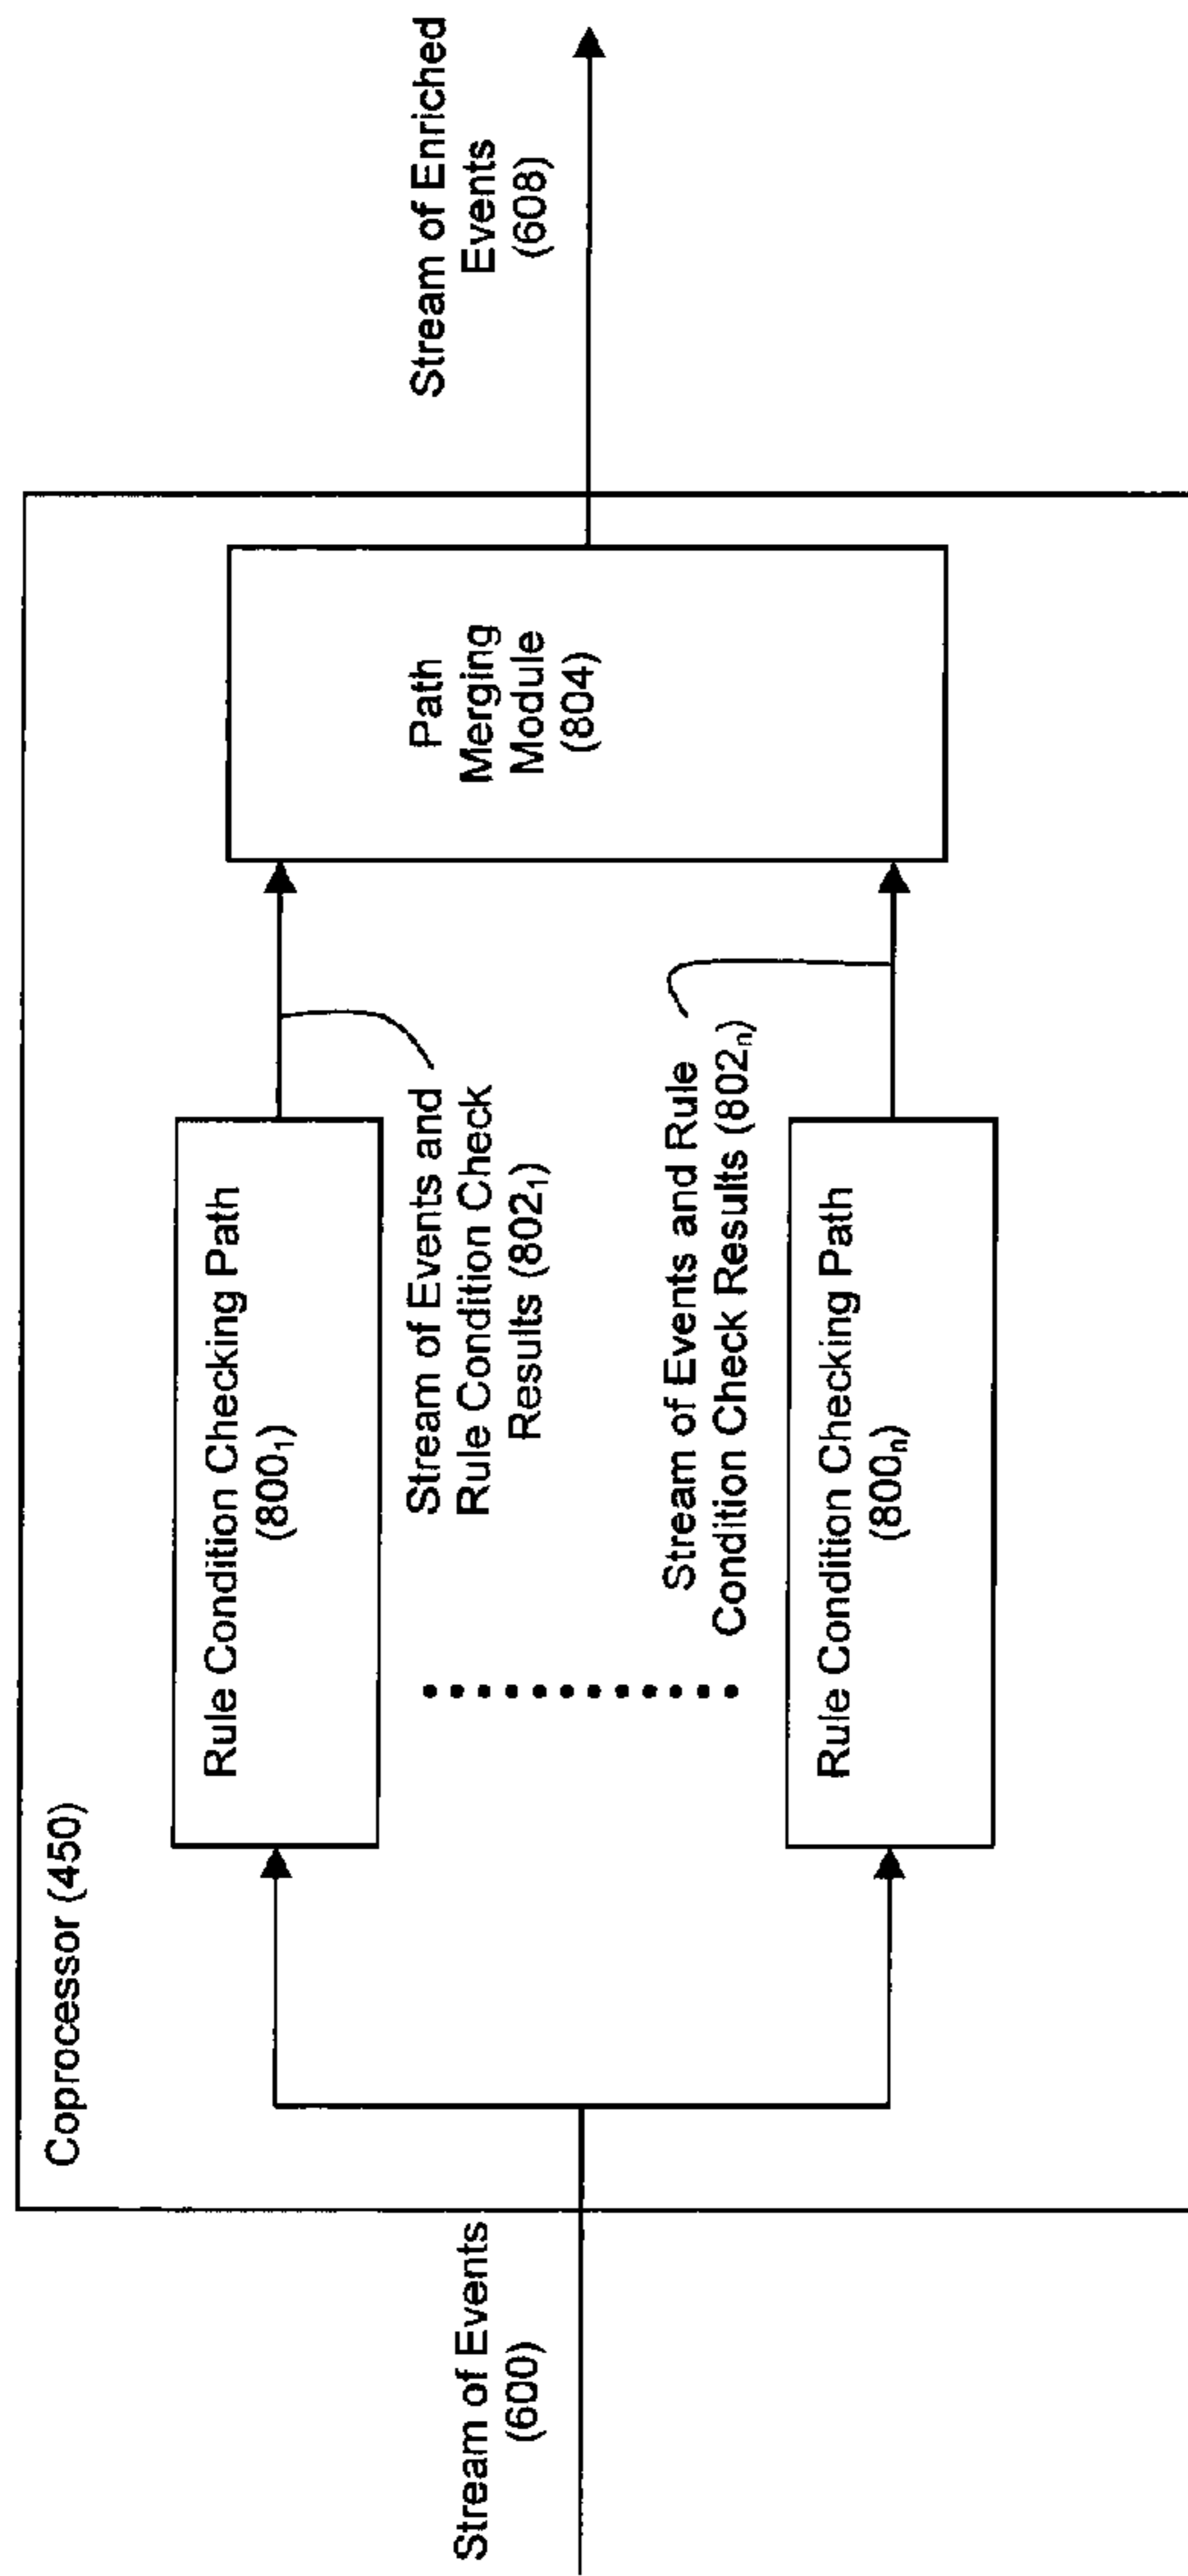 Coprocessor (450)
Stream of Events
(600)
Rule Condition Checking Path
(800₁)
Stream of Events and
Rule Condition Check
Results (802₁)
Stream of Events and Rule
Condition Check Results (802ₙ)
Rule Condition Checking Path
(800ₙ)
Path
Merging
Module
(804)
Stream of Enriched
Events
(608)